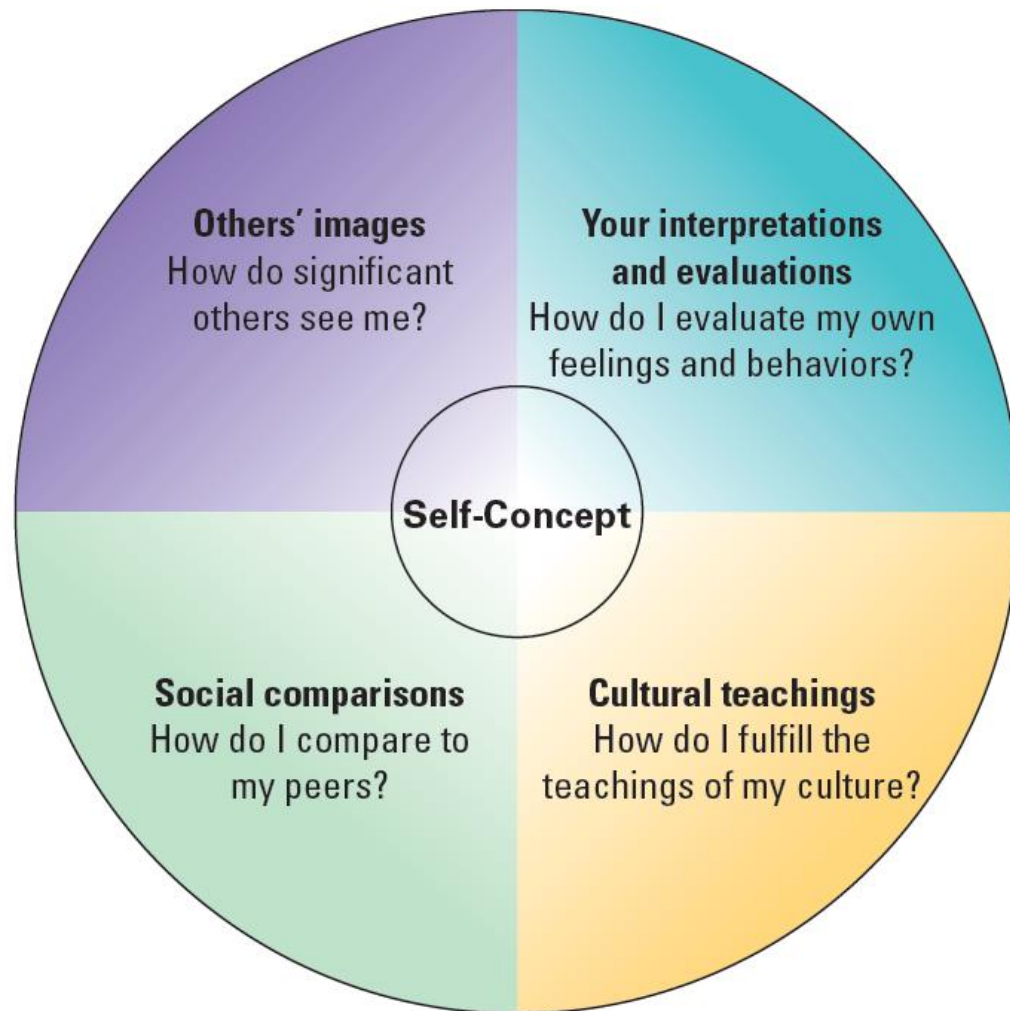 Others’ images
How do significant
others see me?
Your interpretations
and evaluations
How do I evaluate my own
feelings and behaviors?
Self-Concept
Social comparisons
How do I compare to
my peers?
Cultural teachings
How do I fulfill the
teachings of my culture?